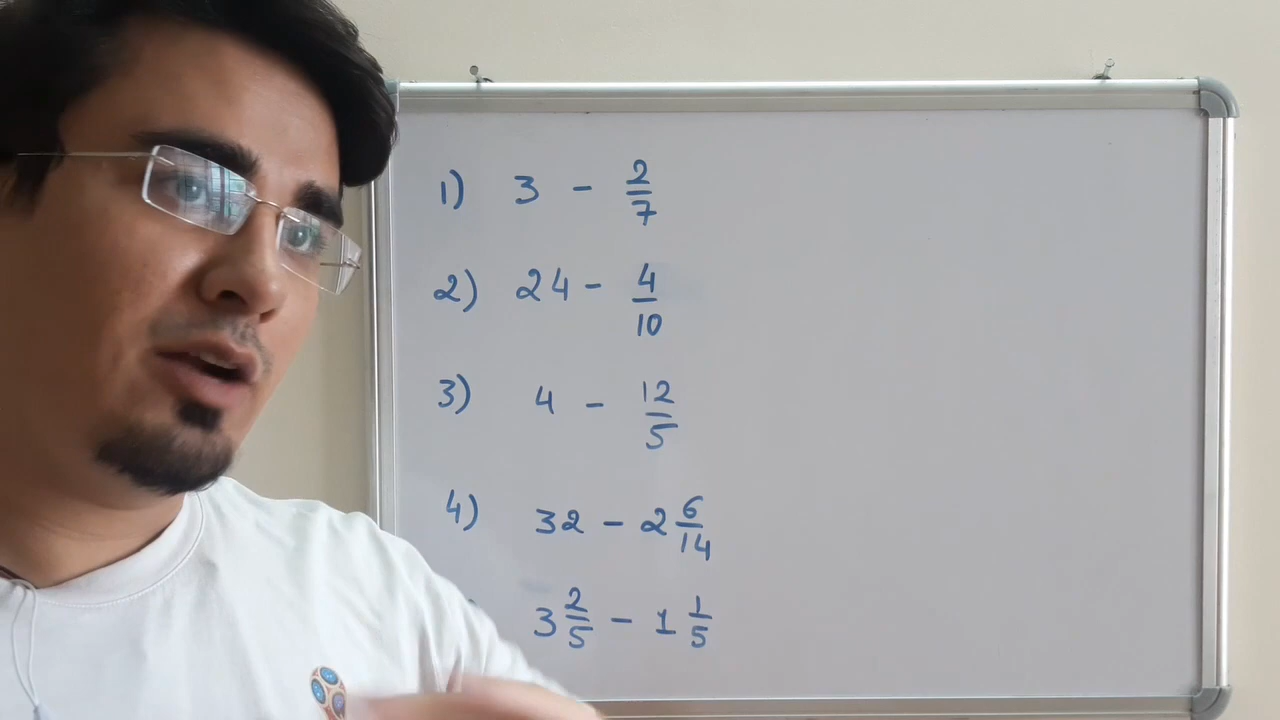 1) 3 - 2/7
2) 24 - 4/10
3) 4 - 12/5
4) 32 - 2 6/14
3 2/5 - 1 1/5